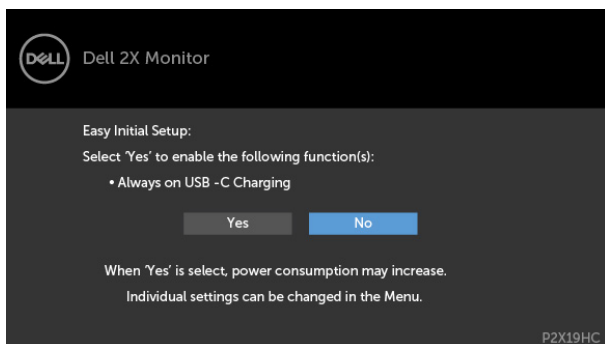 DELL
Dell 2X Monitor
Easy Initial Setup:
Select 'Yes' to enable the following function(s):
• Always on USB -C Charging
Yes
No
When 'Yes' is select, power consumption may increase.
Individual settings can be changed in the Menu.
P2X19HC